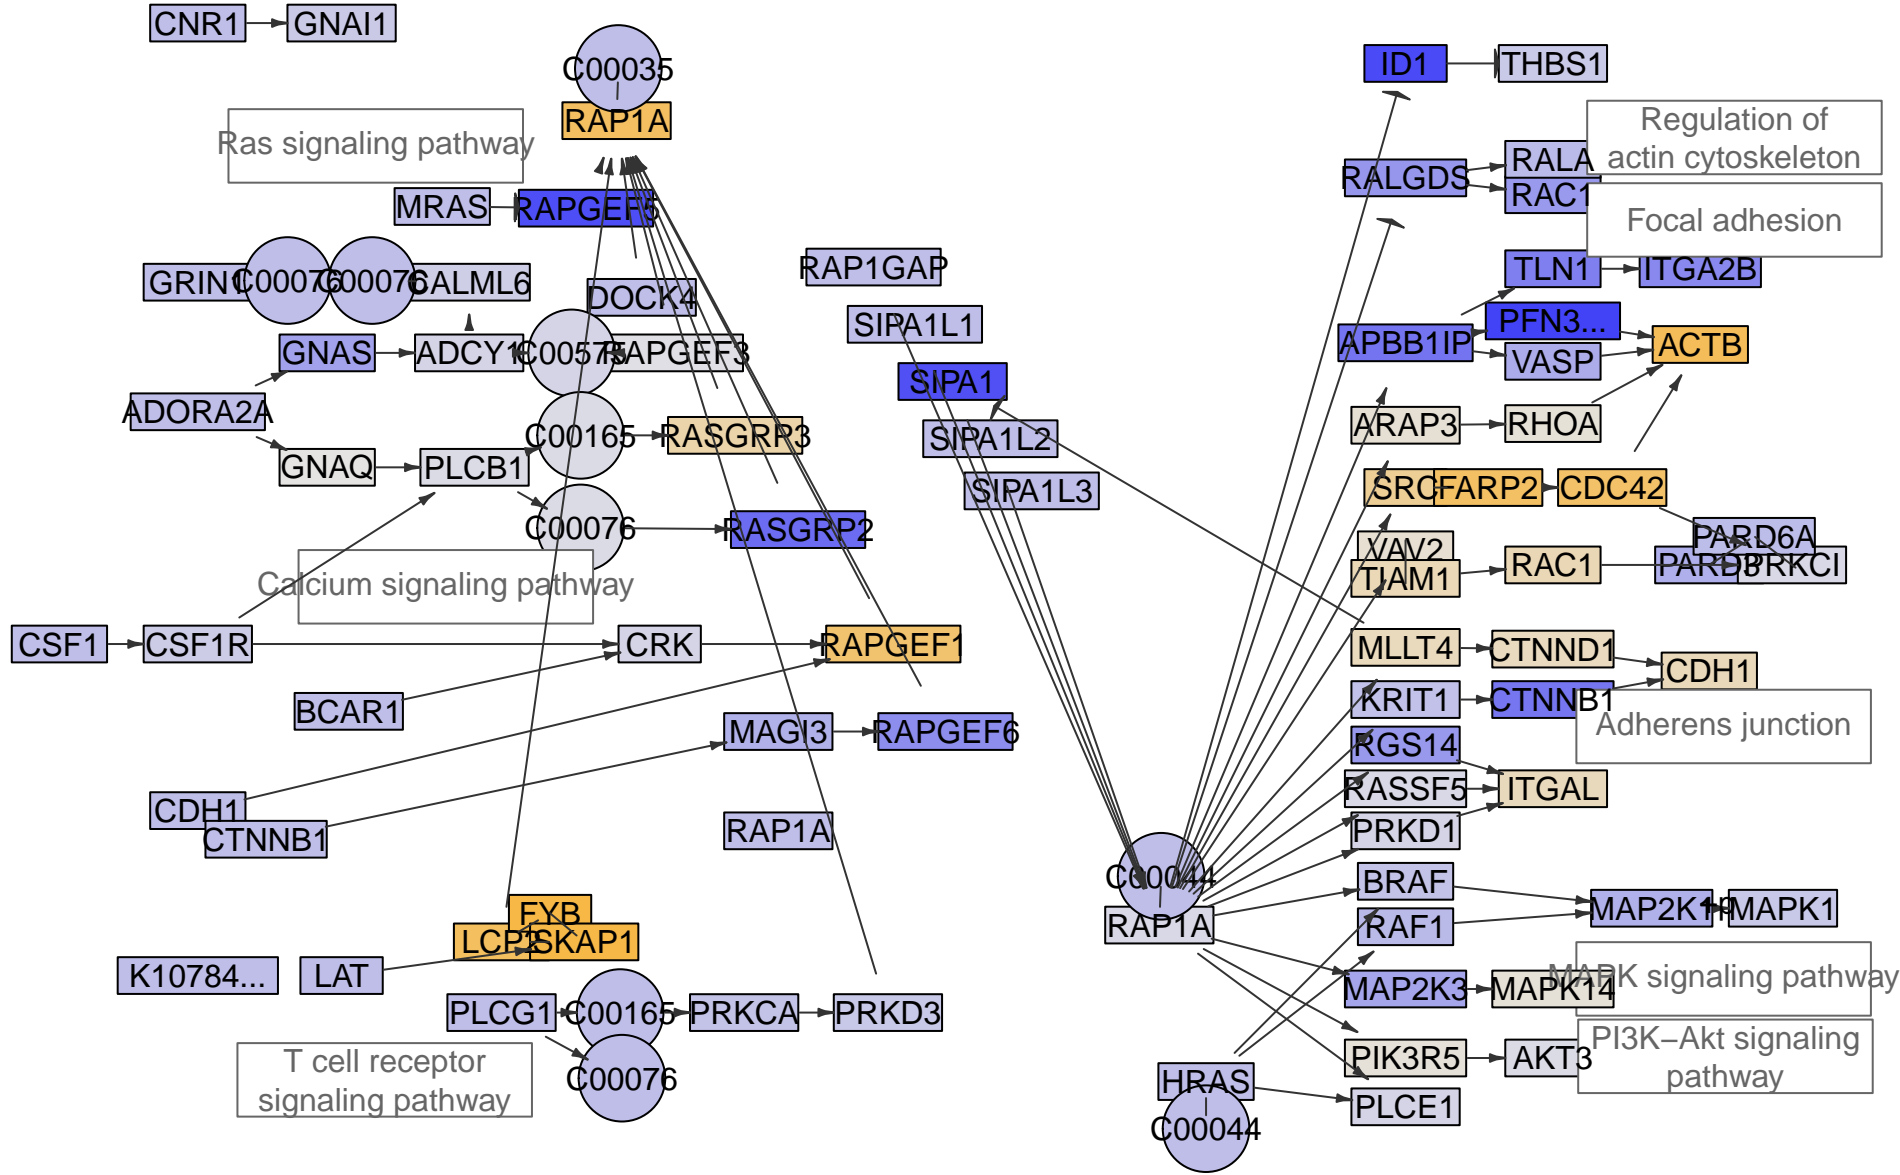 CNR1
GNAI1
C00035
RAP1A
Ras signaling pathway
MRAS
RAPGEF5
GRIN1
C00076
C00076
CALML6
DOCK4
GNAS
ADCY1
C00575
RAPGEF3
ADORA2A
GNAQ
PLCB1
C00165
RASGRP3
C00076
RASGRP2
Calcium signaling pathway
CSF1
CSF1R
CRK
RAPGEF1
BCAR1
MAGI3
RAPGEF6
CDH1
CTNNB1
RAP1A
FYB
LCP2
SKAP1
K10784...
LAT
PLCG1
C00165
PRKCA
PRKD3
C00076
T cell receptor
signaling pathway
RAP1GAP
SIPA1L1
SIPA1
SIPA1L2
SIPA1L3
C00044
RAP1A
HRAS
C00044
ID1
THBS1
Regulation of
actin cytoskeleton
RALGDS
RALA
RAC1
Focal adhesion
TLN1
ITGA2B
APBB1IP
PFN3...
VASP
ACTB
ARAP3
RHOA
SRC
FARP2
CDC42
VAV2
TIAM1
RAC1
PARD6A
PARD3
PRKCI
MLLT4
CTNND1
CDH1
KRIT1
CTNNB1
Adherens junction
RGS14
RASSF5
ITGAL
PRKD1
BRAF
RAF1
MAP2K1
MAPK1
MAP2K3
MAPK14
MAPK signaling pathway
PIK3R5
AKT3
PI3K–Akt signaling
pathway
PLCE1